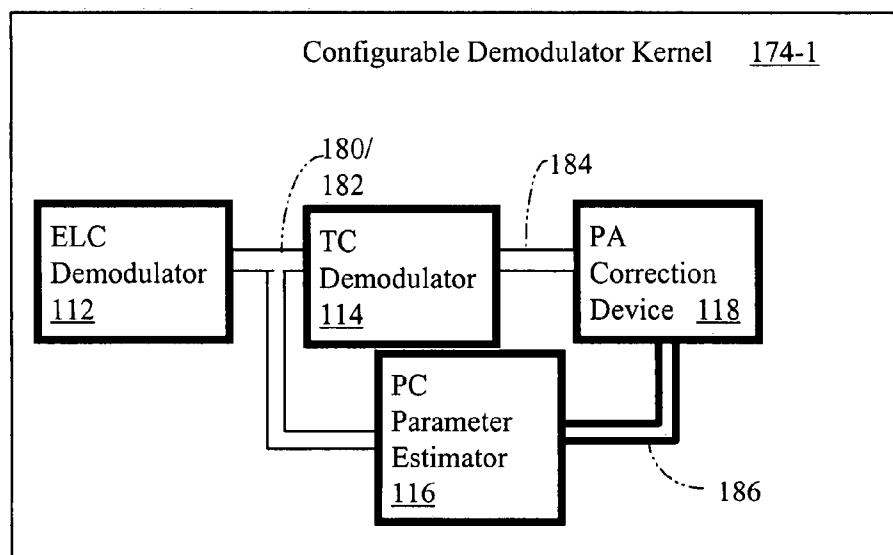 Configurable Demodulator Kernel 174-1
180/
182
184
ELC
Demodulator
112
TC
Demodulator
114
PA
Correction
Device 118
PC
Parameter
Estimator
116
186